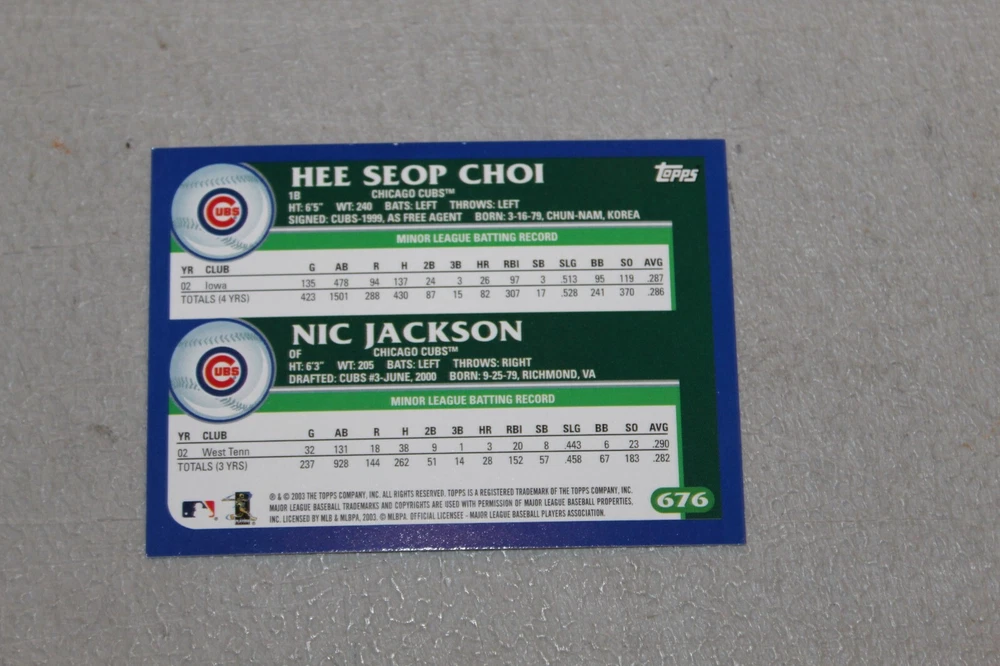 HEE SEOP CHOI
topps
1B CHICAGO CUBS™
HT: 6'5" WT: 240 BATS: LEFT THROWS: LEFT
SIGNED: CUBS-1999, AS FREE AGENT BORN: 3-16-79, CHUN-NAM, KOREA
CUBS
MINOR LEAGUE BATTING RECORD
YR CLUB G AB R H 2B 3B HR RBI SB SLG BB SO AVG
02 Iowa 135 478 94 137 24 3 26 97 3 .513 95 119 .287
TOTALS (4 YRS) 423 1501 288 430 87 15 82 307 17 .528 241 370 .286
NIC JACKSON
OF CHICAGO CUBS™
HT: 6'3" WT: 205 BATS: LEFT THROWS: RIGHT
DRAFTED: CUBS #3-JUNE, 2000 BORN: 9-25-79, RICHMOND, VA
CUBS
MINOR LEAGUE BATTING RECORD
YR CLUB G AB R H 2B 3B HR RBI SB SLG BB SO AVG
02 West Tenn 32 131 18 38 9 1 3 20 8 .443 6 23 .290
TOTALS (3 YRS) 237 928 144 262 51 14 28 152 57 .458 67 183 .282
® & © 2003 THE TOPPS COMPANY, INC. ALL RIGHTS RESERVED. TOPPS IS A REGISTERED TRADEMARK OF THE TOPPS COMPANY, INC.
MAJOR LEAGUE BASEBALL TRADEMARKS AND COPYRIGHTS ARE USED WITH PERMISSION OF MAJOR LEAGUE BASEBALL PROPERTIES,
INC. LICENSED BY MLB & MLBPA, 2003. © MLBPA. OFFICIAL LICENSEE - MAJOR LEAGUE BASEBALL PLAYERS ASSOCIATION.
676